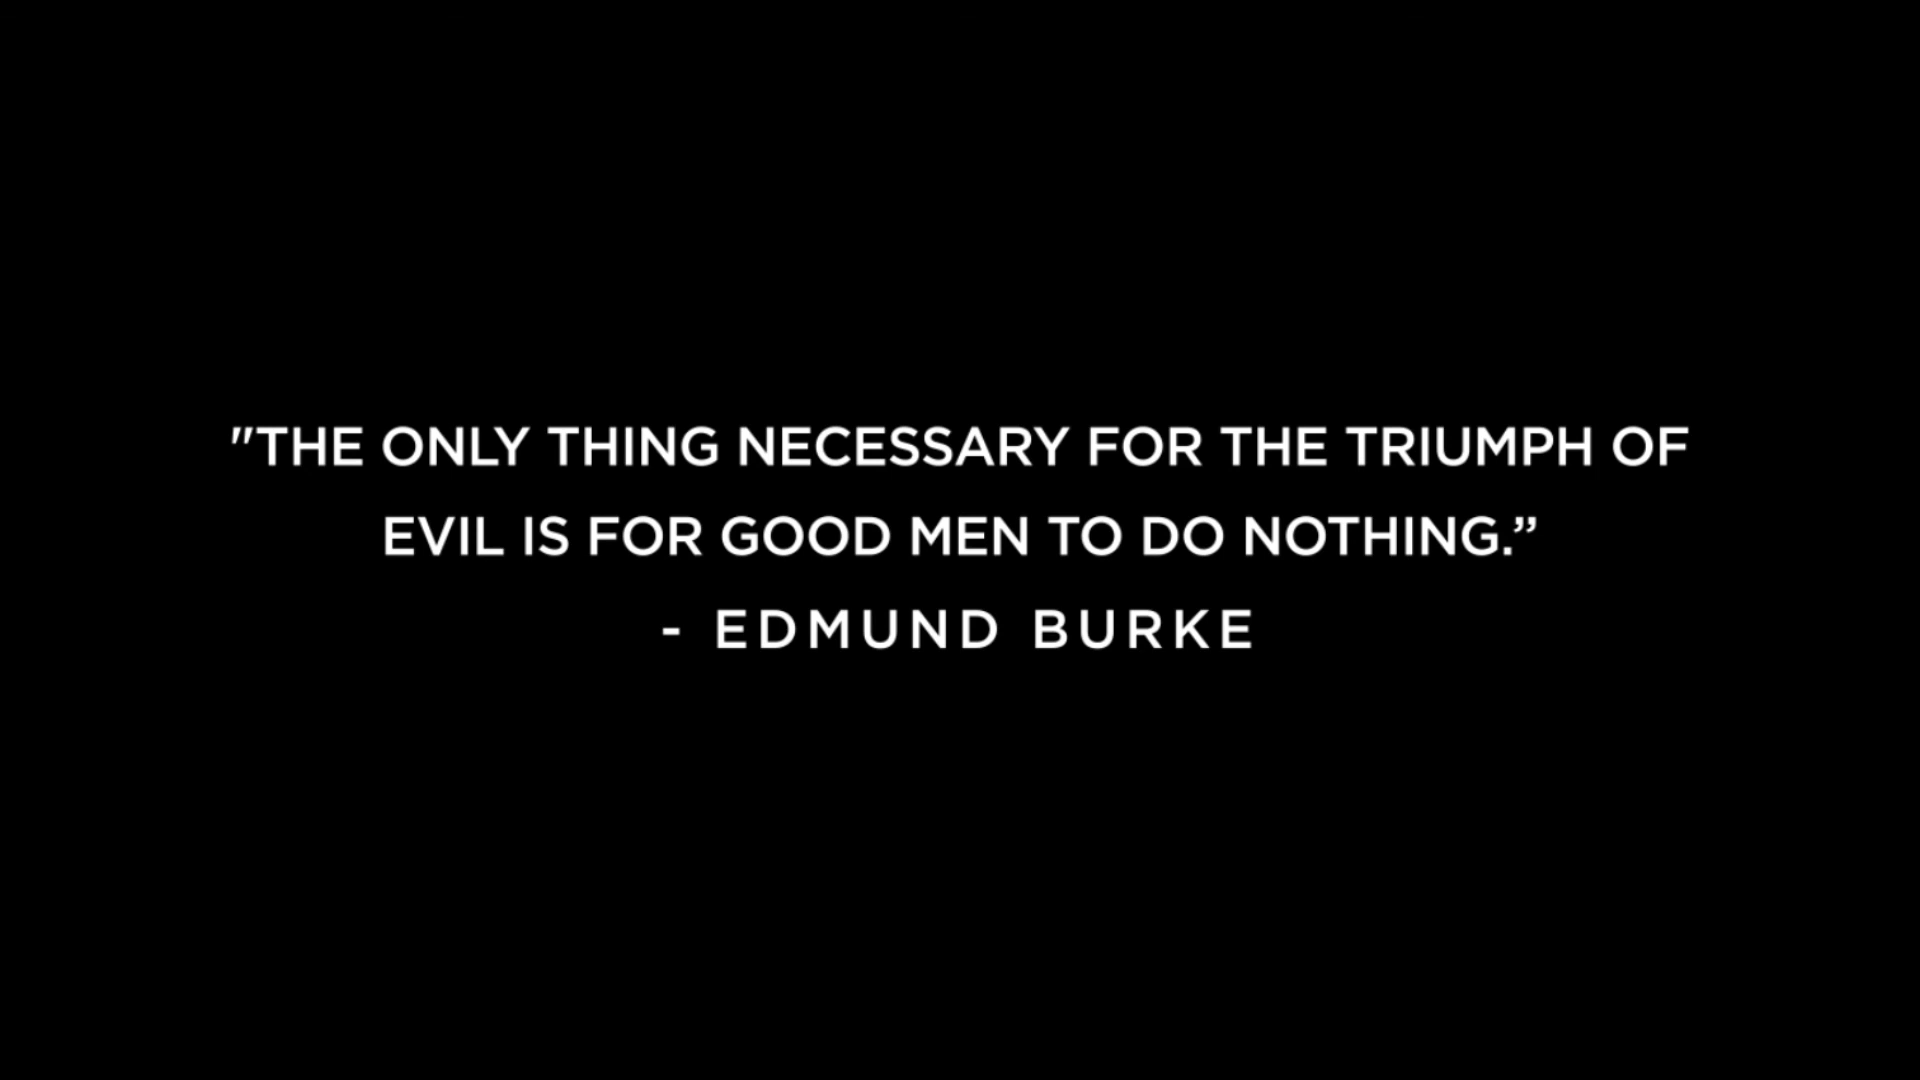 "THE ONLY THING NECESSARY FOR THE TRIUMPH OF
EVIL IS FOR GOOD MEN TO DO NOTHING.”
- EDMUND BURKE